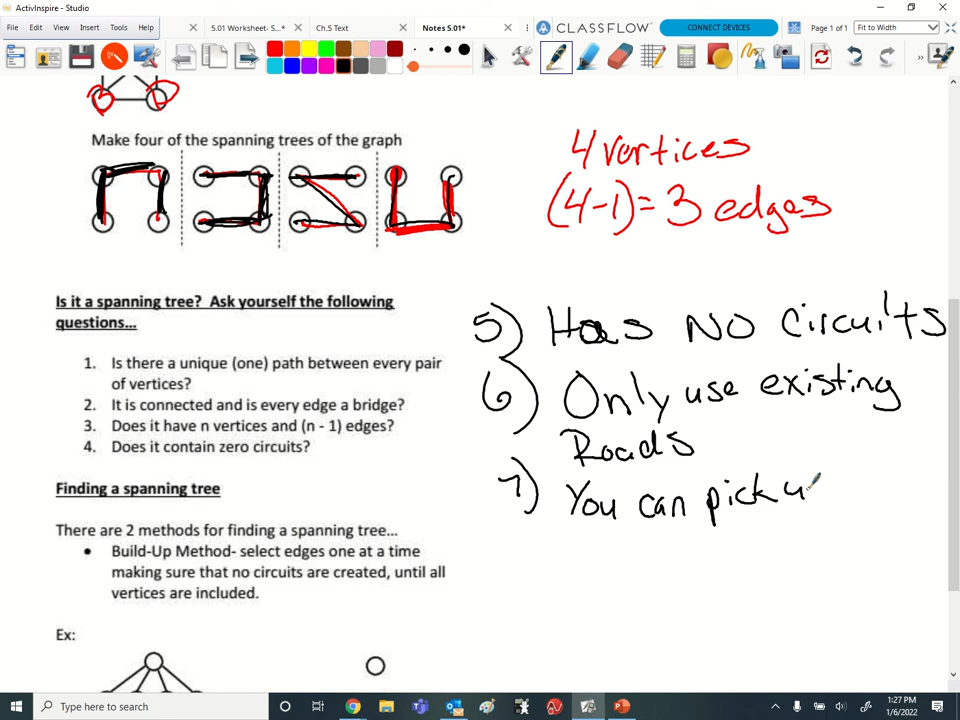 ActivInspire - Studio
File Edit View Insert Tools Help
5.01 Worksheet- S...*
Ch.5 Text
Notes 5.01*
CLASSFLOW
CONNECT DEVICES
Page 1 of 1
Fit to Width
B D
Make four of the spanning trees of the graph
4 vertices
(4-1) = 3 edges
Is it a spanning tree? Ask yourself the following
questions...
1. Is there a unique (one) path between every pair
of vertices?
2. It is connected and is every edge a bridge?
3. Does it have n vertices and (n - 1) edges?
4. Does it contain zero circuits?
5) Has NO Circuits
6) Only use existing
Roads
7) You can pick u
Finding a spanning tree
There are 2 methods for finding a spanning tree...
• Build-Up Method- select edges one at a time
making sure that no circuits are created, until all
vertices are included.
Ex:
Type here to search
1:27 PM
1/6/2022